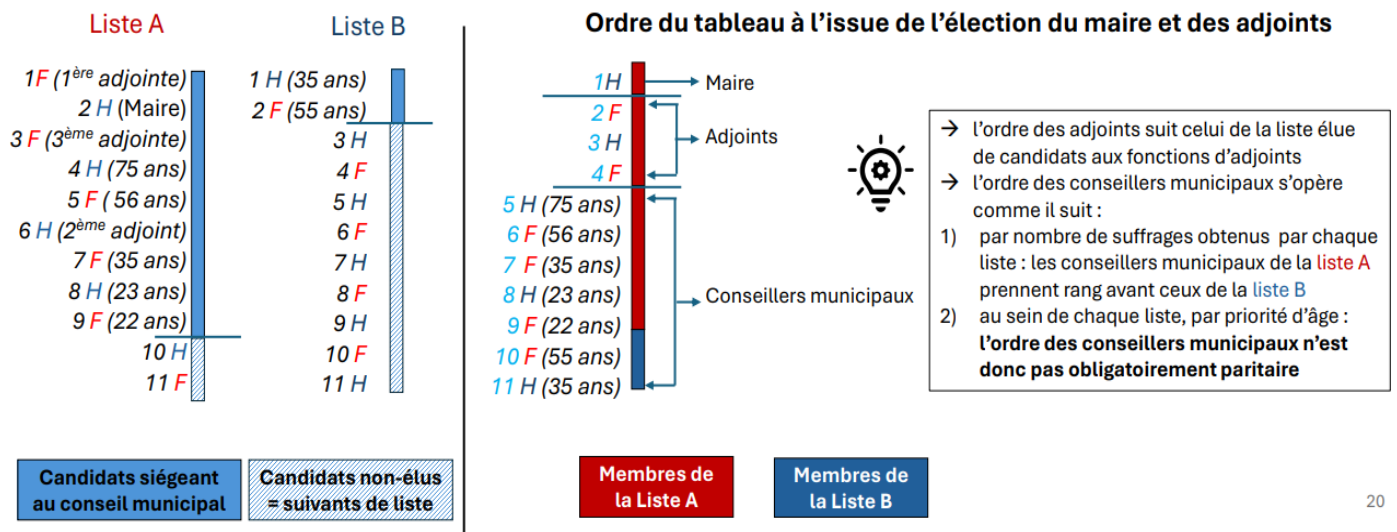 Liste A
1F (1ère adjointe)
2 H (Maire)
3 F (3ème adjointe)
4 H (75 ans)
5 F ( 56 ans)
6 H (2ème adjoint)
7 F (35 ans)
8 H (23 ans)
9 F (22 ans)
10 H
11 F
Liste B
1 H (35 ans)
2 F (55 ans)
3 H
4 F
5 H
6 F
7 H
8 F
9 H
10 F
11 H
Candidats siégeant
au conseil municipal
Candidats non-élus
= suivants de liste
Ordre du tableau à l’issue de l’élection du maire et des adjoints
1H
2 F
3 H
4 F
5 H (75 ans)
6 F (56 ans)
7 F (35 ans)
8 H (23 ans)
9 F (22 ans)
10 F (55 ans)
11 H (35 ans)
Maire
Adjoints
Conseillers municipaux
→ l’ordre des adjoints suit celui de la liste élue
de candidats aux fonctions d’adjoints
→ l’ordre des conseillers municipaux s’opère
comme il suit :
1) par nombre de suffrages obtenus par chaque
liste : les conseillers municipaux de la liste A
prennent rang avant ceux de la liste B
2) au sein de chaque liste, par priorité d’âge :
l’ordre des conseillers municipaux n’est
donc pas obligatoirement paritaire
Membres de
la Liste A
Membres de
la Liste B
20